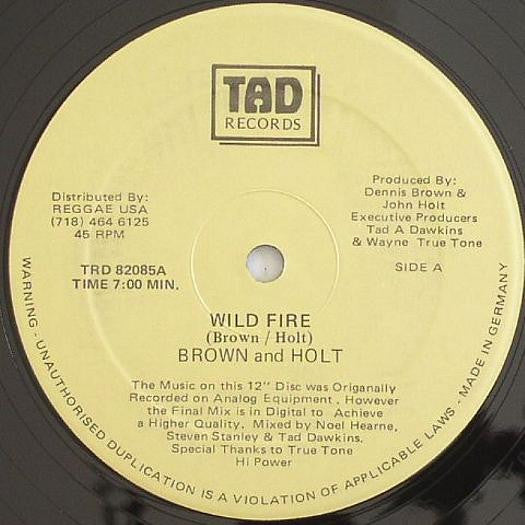 TAD
RECORDS
Distributed By:
REGGAE USA
(718) 464 6125
45 RPM
Produced By:
Dennis Brown &
John Holt
Executive Producers
Tad A Dawkins
& Wayne True Tone
TRD 82085A
TIME 7:00 MIN.
SIDE A
WILD FIRE
(Brown / Holt)
BROWN and HOLT
The Music on this 12" Disc was Origanally
Recorded on Analog Equipment, However
the Final Mix is in Digital to Achieve
a Higher Quality. Mixed by Noel Hearne,
Steven Stanley & Tad Dawkins.
Special Thanks to True Tone
Hi Power
WARNING - UNAUTHORISED DUPLICATION IS A VIOLATION OF APPLICABLE LAWS - MADE IN GERMANY